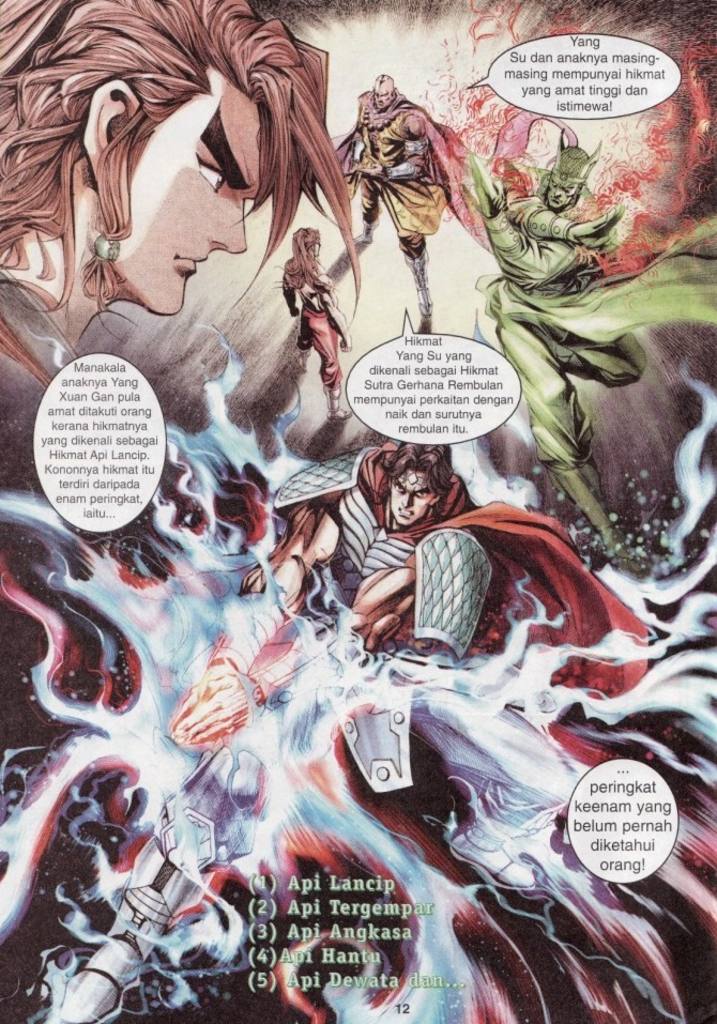 Yang
Su dan anaknya masing-
masing mempunyai hikmat
yang amat tinggi dan
istimewa!
Hikmat
Yang Su yang
dikenali sebagai Hikmat
Sutra Gerhana Rembulan
mempunyai perkaitan dengan
naik dan surutnya
rembulan itu.
Manakala
anaknya Yang
Xuan Gan pula
amat ditakuti orang
kerana hikmatnya
yang dikenali sebagai
Hikmat Api Lancip.
Kononnya hikmat itu
terdiri daripada
enam peringkat,
iaitu...
...
peringkat
keenam yang
belum pernah
diketahui
orang!
(1) Api Lancip
(2) Api Tergempar
(3) Api Angkasa
(4)Api Hantu
(5) Api Dewata dan...
12